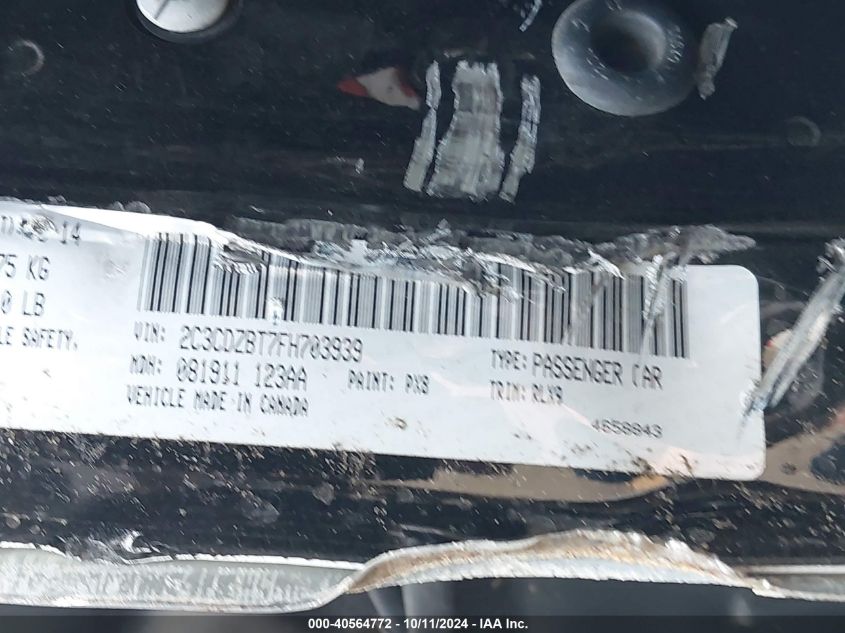 14
75 KG
0 LB
LE SAFETY.
VIN: 2C3CDZBT7FH703939
MDH: 081911 123AA
PAINT: PX8
VEHICLE MADE IN CANADA
TYPE: PASSENGER CAR
TRIM: RLX9
4658843
000-40564772 - 10/11/2024 - IAA Inc.